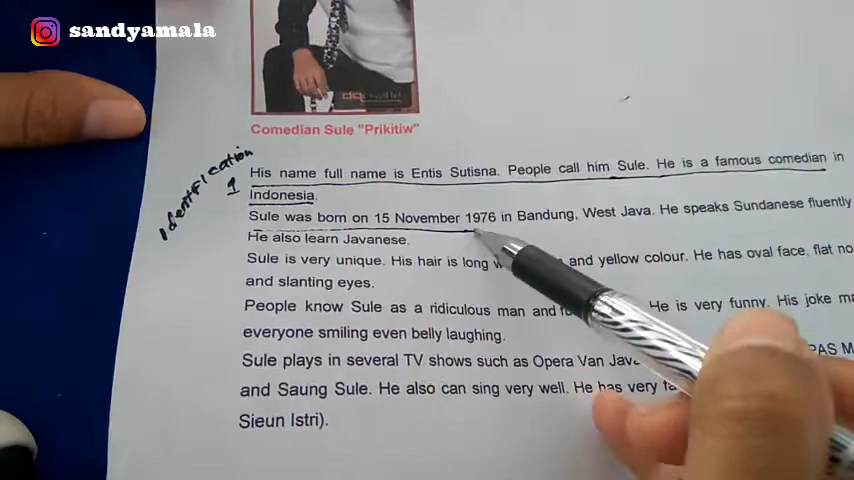 sandyamala
Comedian Sule "Prikitiw"
Identification
His name full name is Entis Sutisna. People call him Sule. He is a famous comedian in
Indonesia.
Sule was born on 15 November 1976 in Bandung, West Java. He speaks Sundanese fluently
He also learn Javanese.
Sule is very unique. His hair is long and yellow colour. He has oval face, flat
and slanting eyes.
People know Sule as a ridiculous man and He is very funny. His joke
everyone smiling even belly laughing.
Sule plays in several TV shows such as Opera Van PAS
and Saung Sule. He also can sing very well. He has very
Sieun Istri).